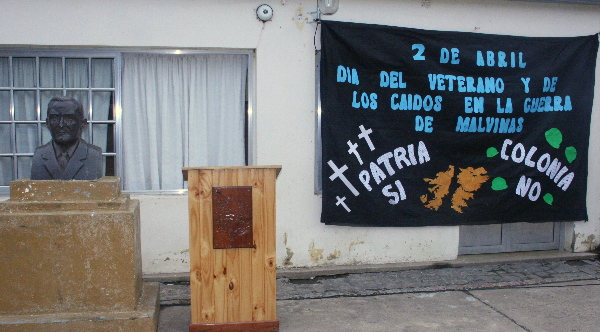 2 DE ABRIL
DIA DEL VETERANO Y DE
LOS CAIDOS EN LA GUERRA
DE MALVINAS
PATRIA
SI
COLONIA
NO